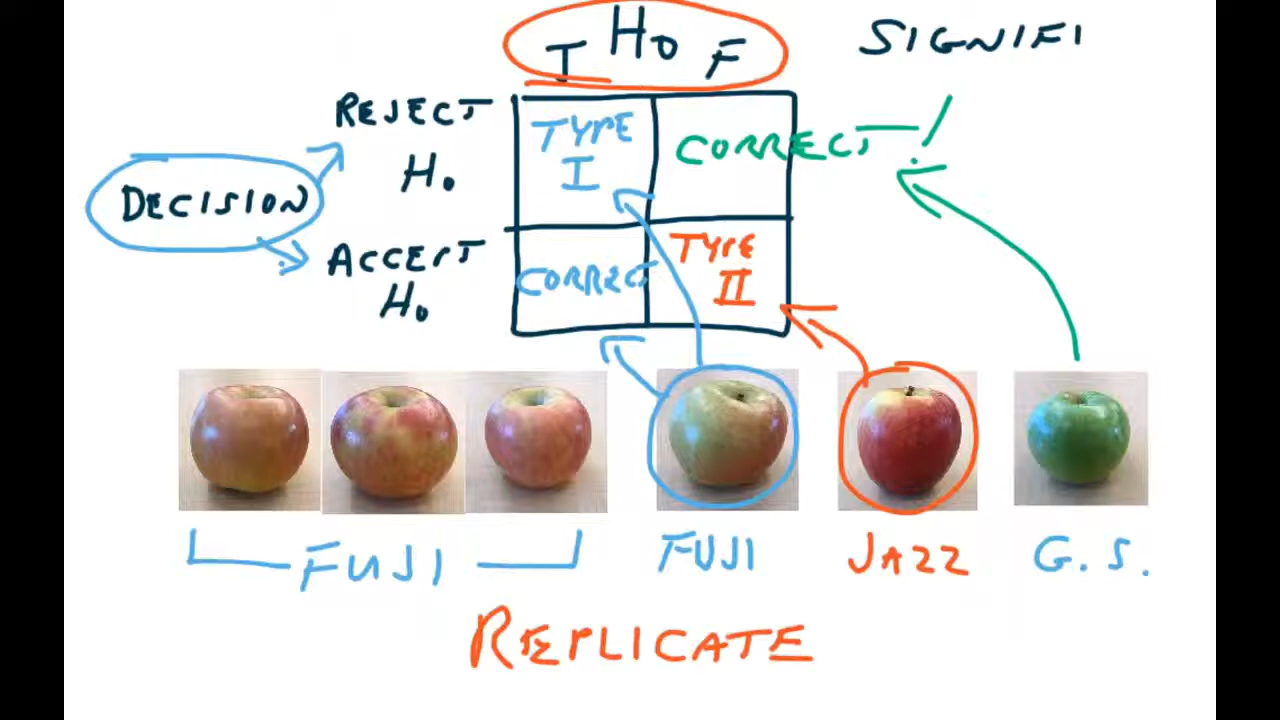 T Ho F
SIGNIFI
REJECT
Ho
TYPE
I
CORRECT
DECISION
ACCEPT
Ho
CORRECT
TYPE
II
FUJI
FUJI
JAZZ
G. S.
REPLICATE